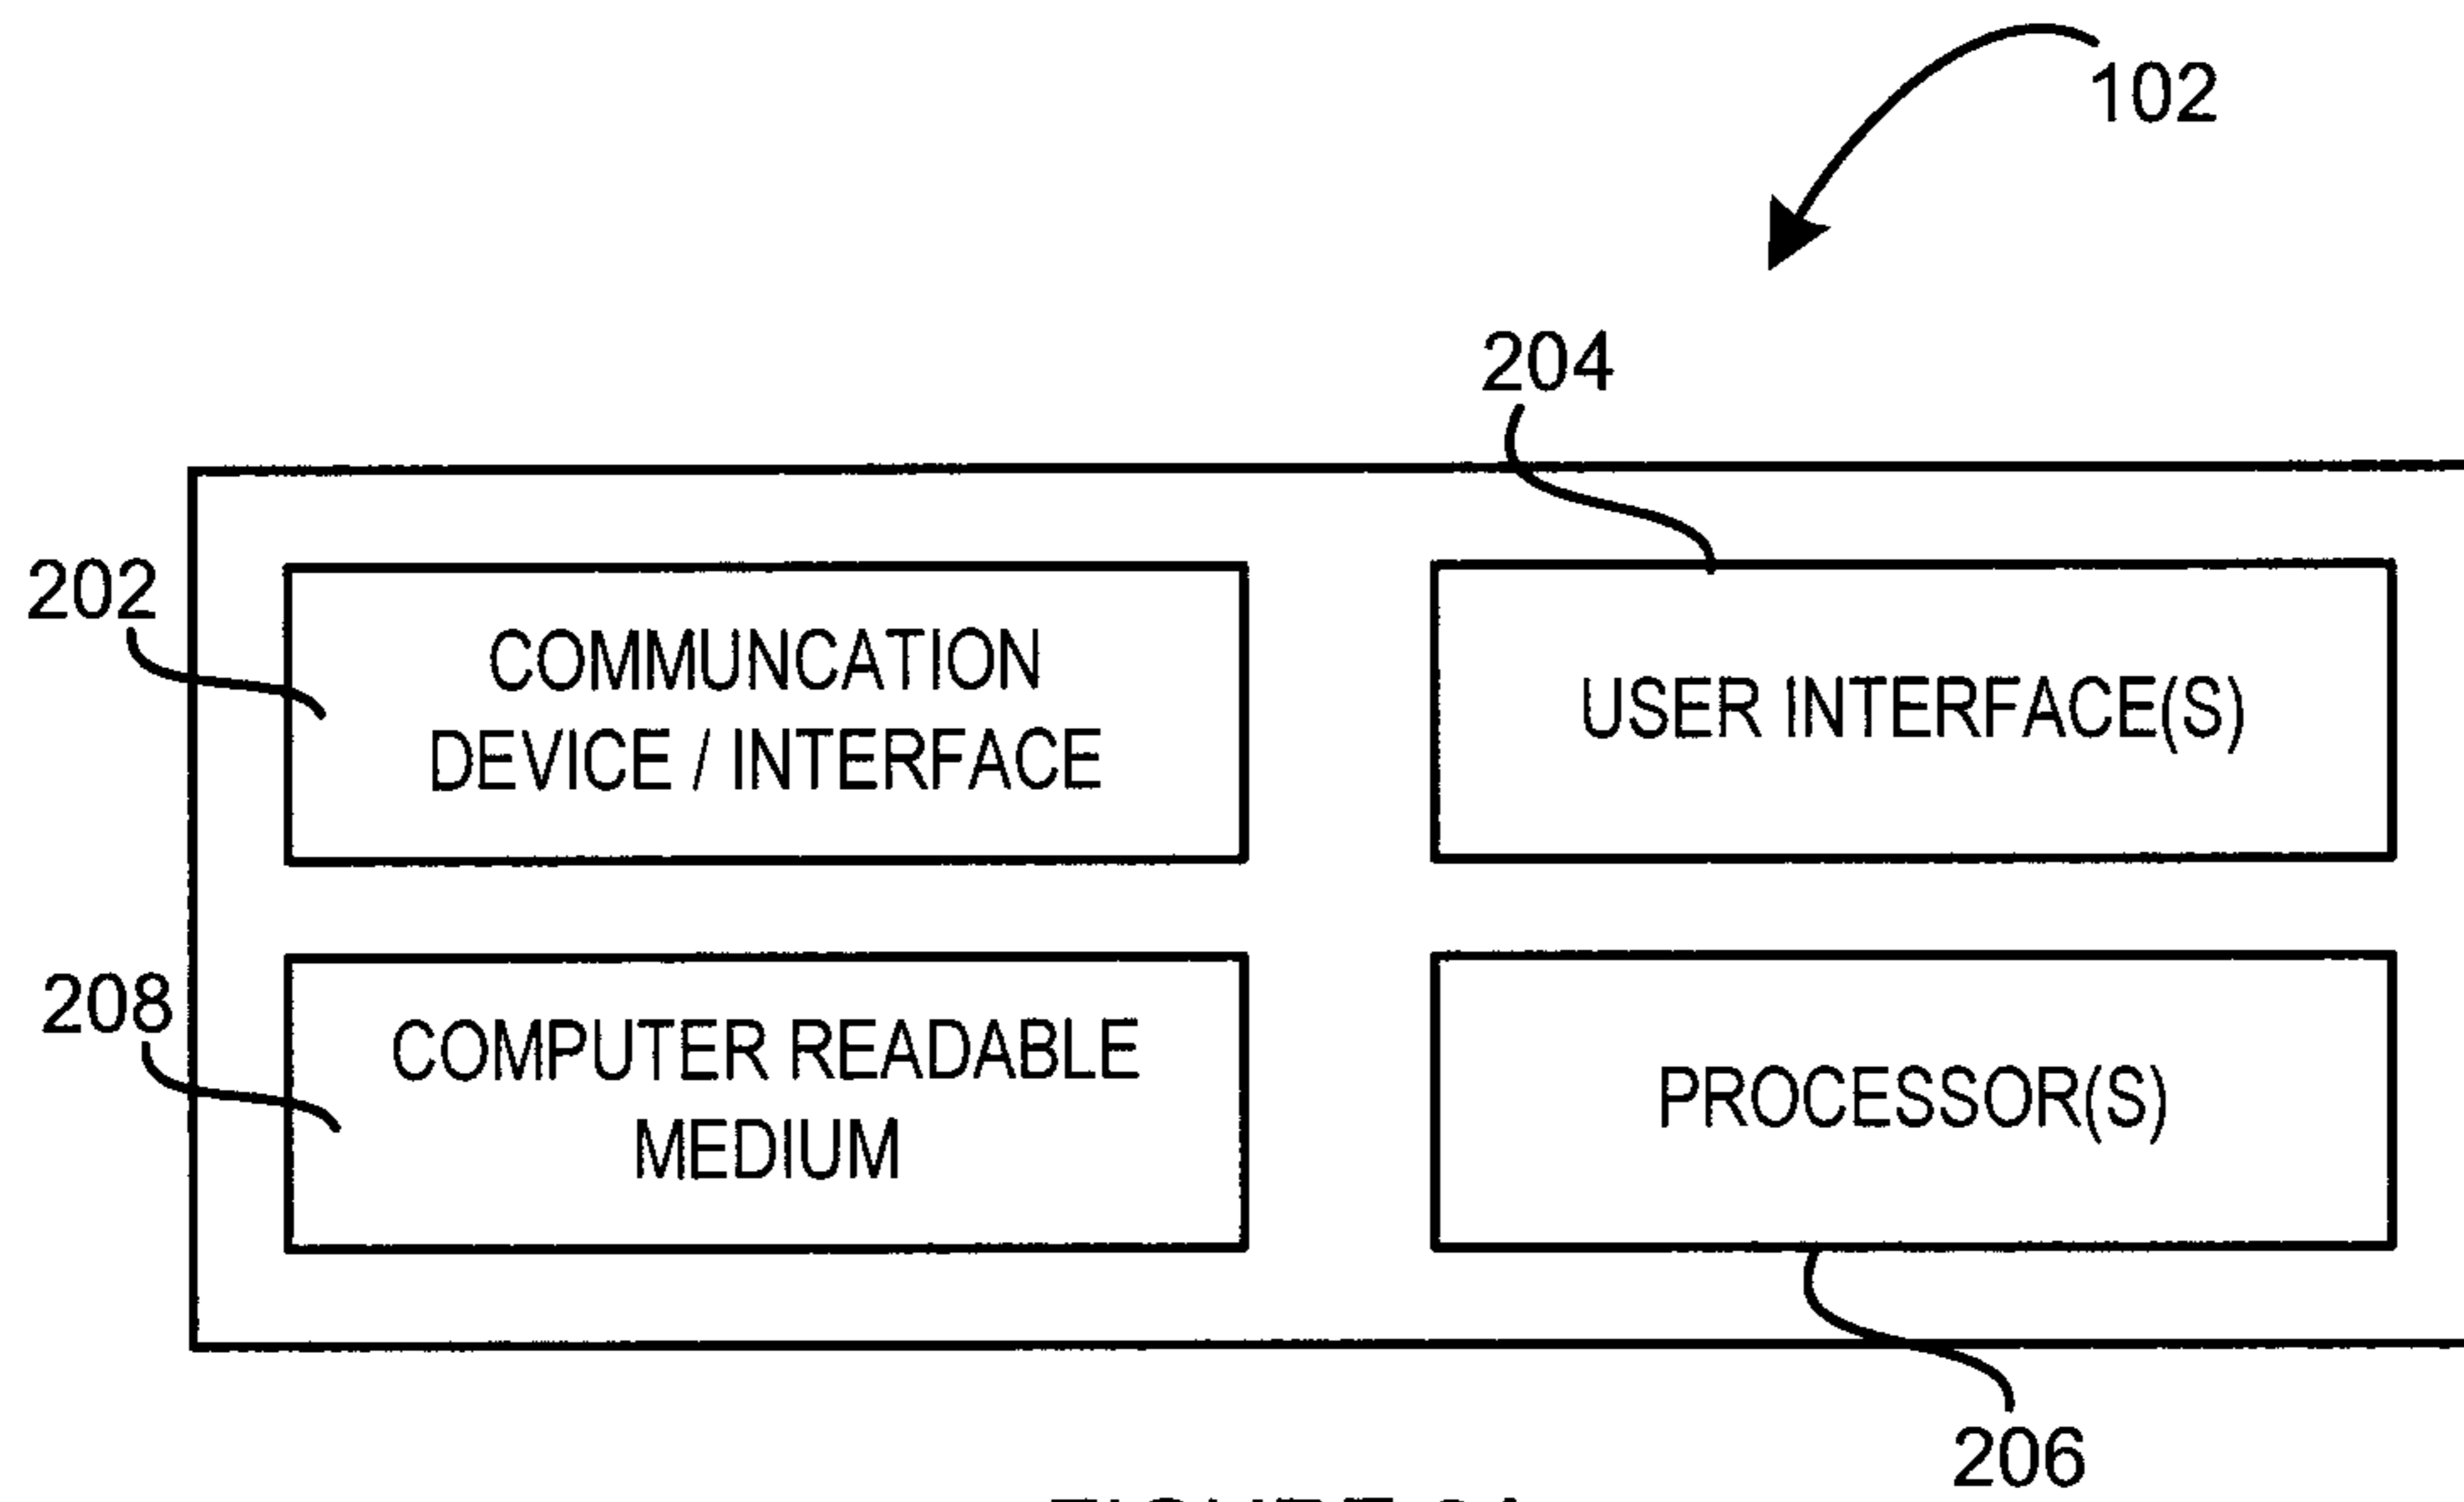 102
204
202
COMMUNCATION
DEVICE / INTERFACE
USER INTERFACE(S)
208
COMPUTER READABLE
MEDIUM
PROCESSOR(S)
206